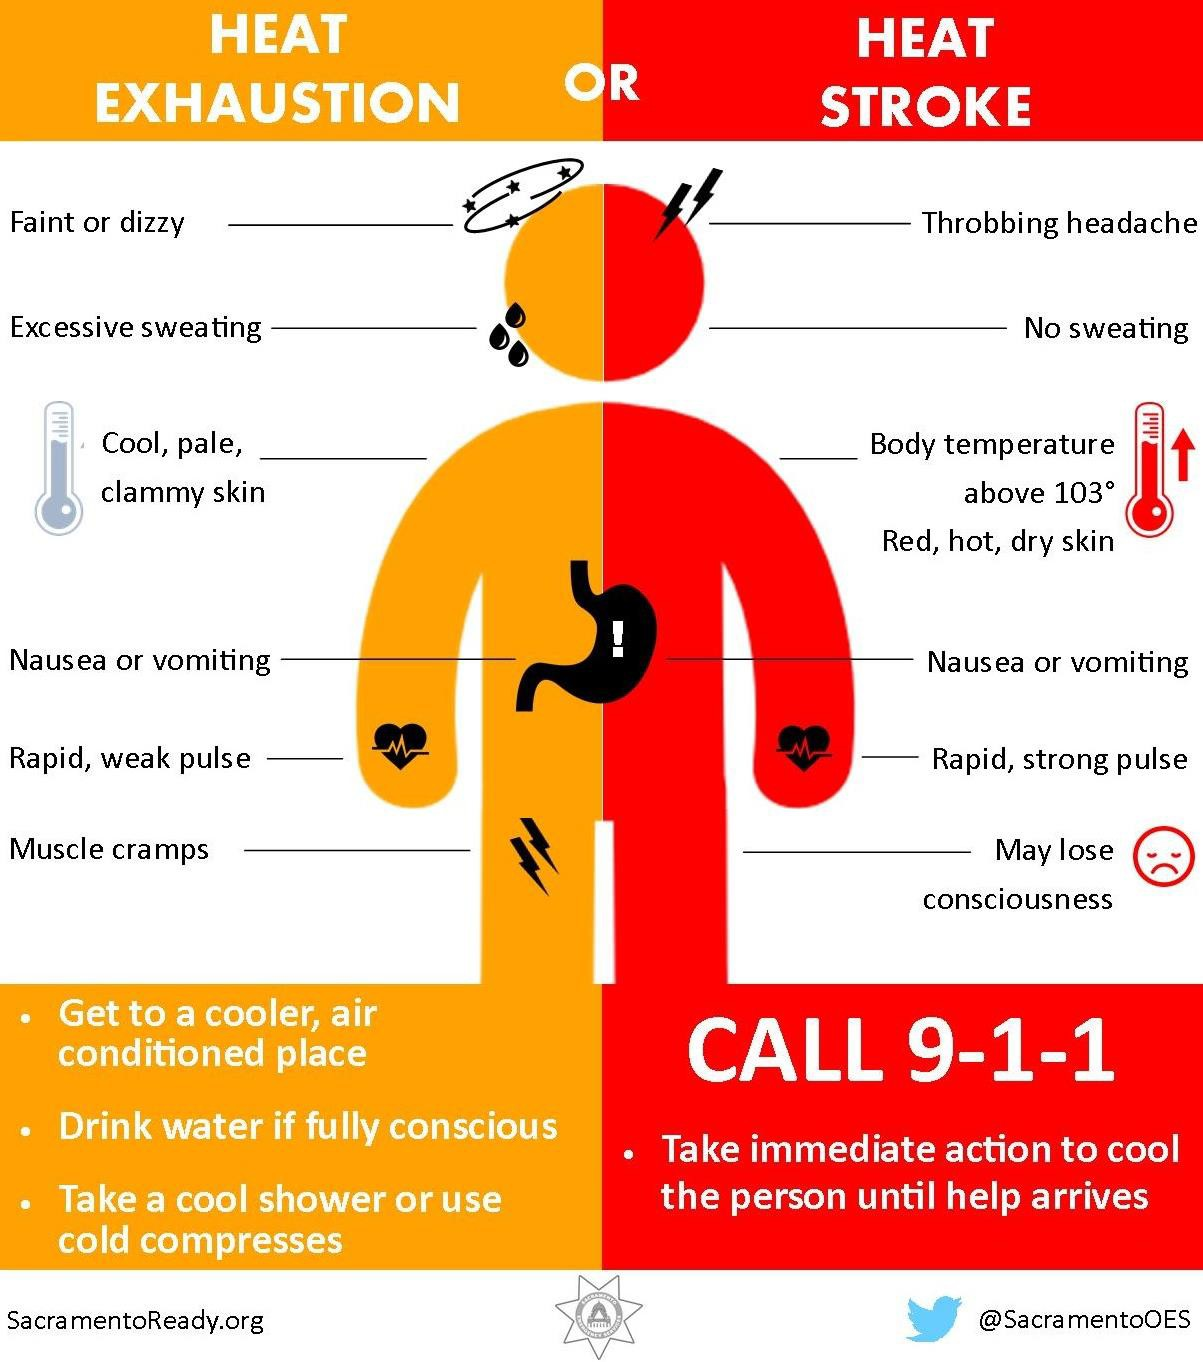 HEAT
EXHAUSTION
OR
HEAT
STROKE
Faint or dizzy
Excessive sweating
Cool, pale,
clammy skin
Nausea or vomiting
Rapid, weak pulse
Muscle cramps
Throbbing headache
No sweating
Body temperature
above 103°
Red, hot, dry skin
!
Nausea or vomiting
Rapid, strong pulse
May lose
consciousness
• Get to a cooler, air
conditioned place
• Drink water if fully conscious
• Take a cool shower or use
cold compresses
CALL 9-1-1
• Take immediate action to cool
the person until help arrives
SacramentoReady.org
@SacramentoOES